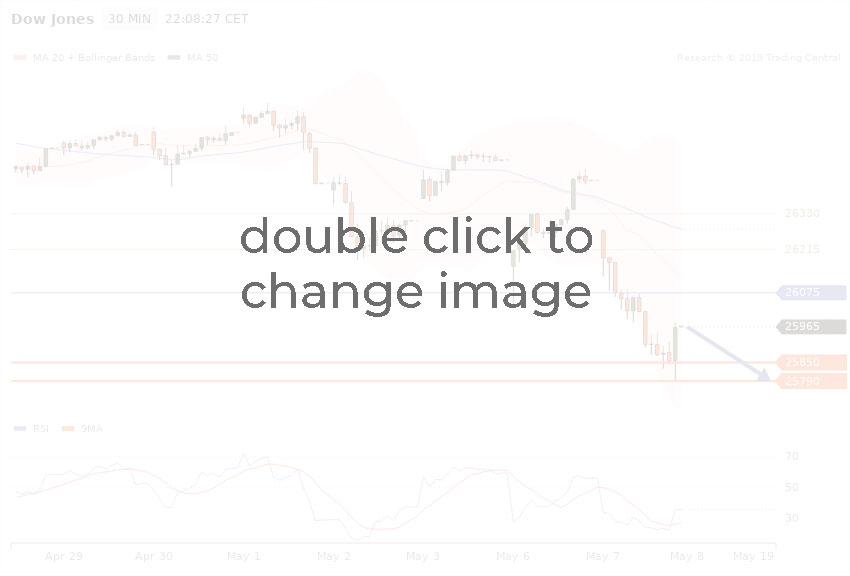 Dow Jones 30 MIN 22:08:27 CET
MA 20 + Bollinger Bands MA 50 Research © 2019 Trading Central
26330
double click to
26215
change image
26075
25965
25850
25790
RSI 9MA
70
50
30
Apr 29 Apr 30 May 1 May 2 May 3 May 6 May 7 May 8 May 19